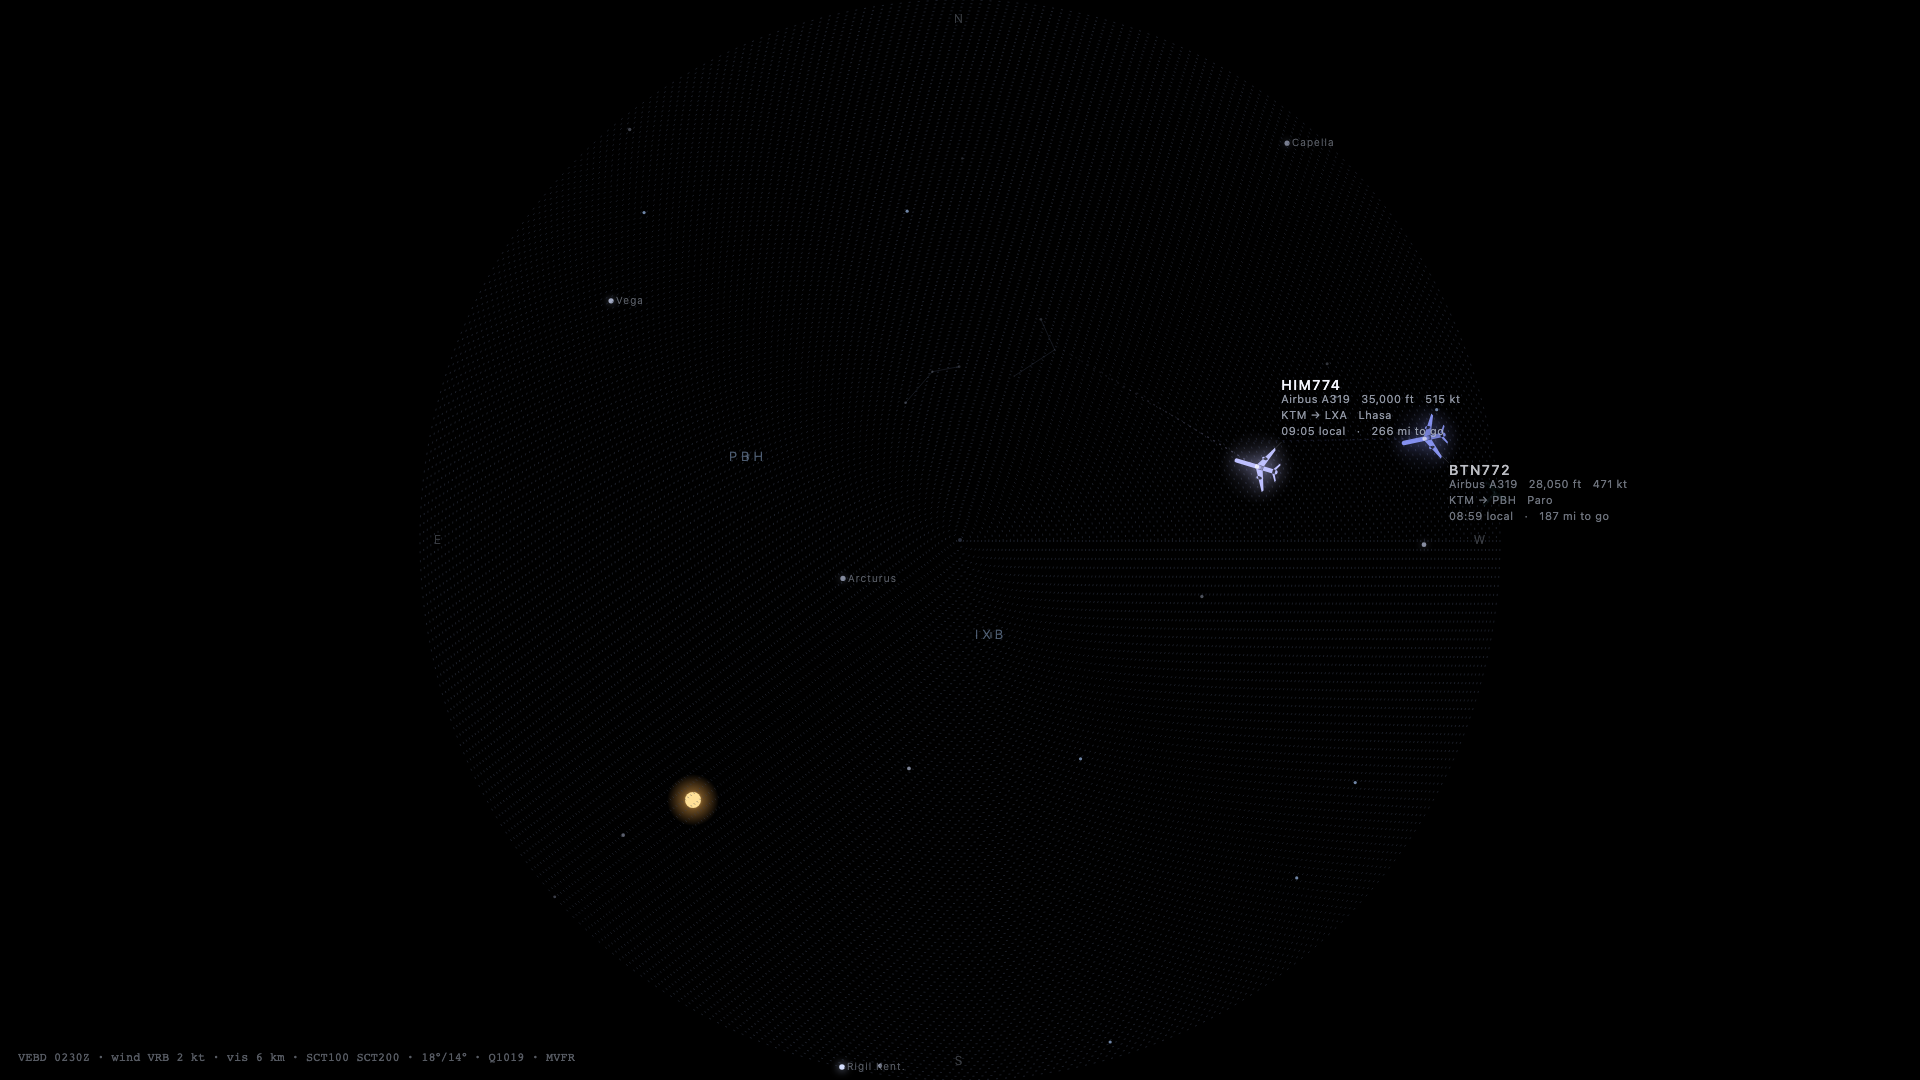 N
Capella
Vega
HIM774
Airbus A319 35,000 ft 515 kt
KTM → LXA Lhasa
09:05 local · 266 mi to go
PBH
BTN772
Airbus A319 28,050 ft 471 kt
KTM → PBH Paro
08:59 local · 187 mi to go
E
W
Arcturus
IXB
VEBD 0230Z · wind VRB 2 kt · vis 6 km · SCT100 SCT200 · 18°/14° · Q1019 · MVFR
S
Rigil Kent.